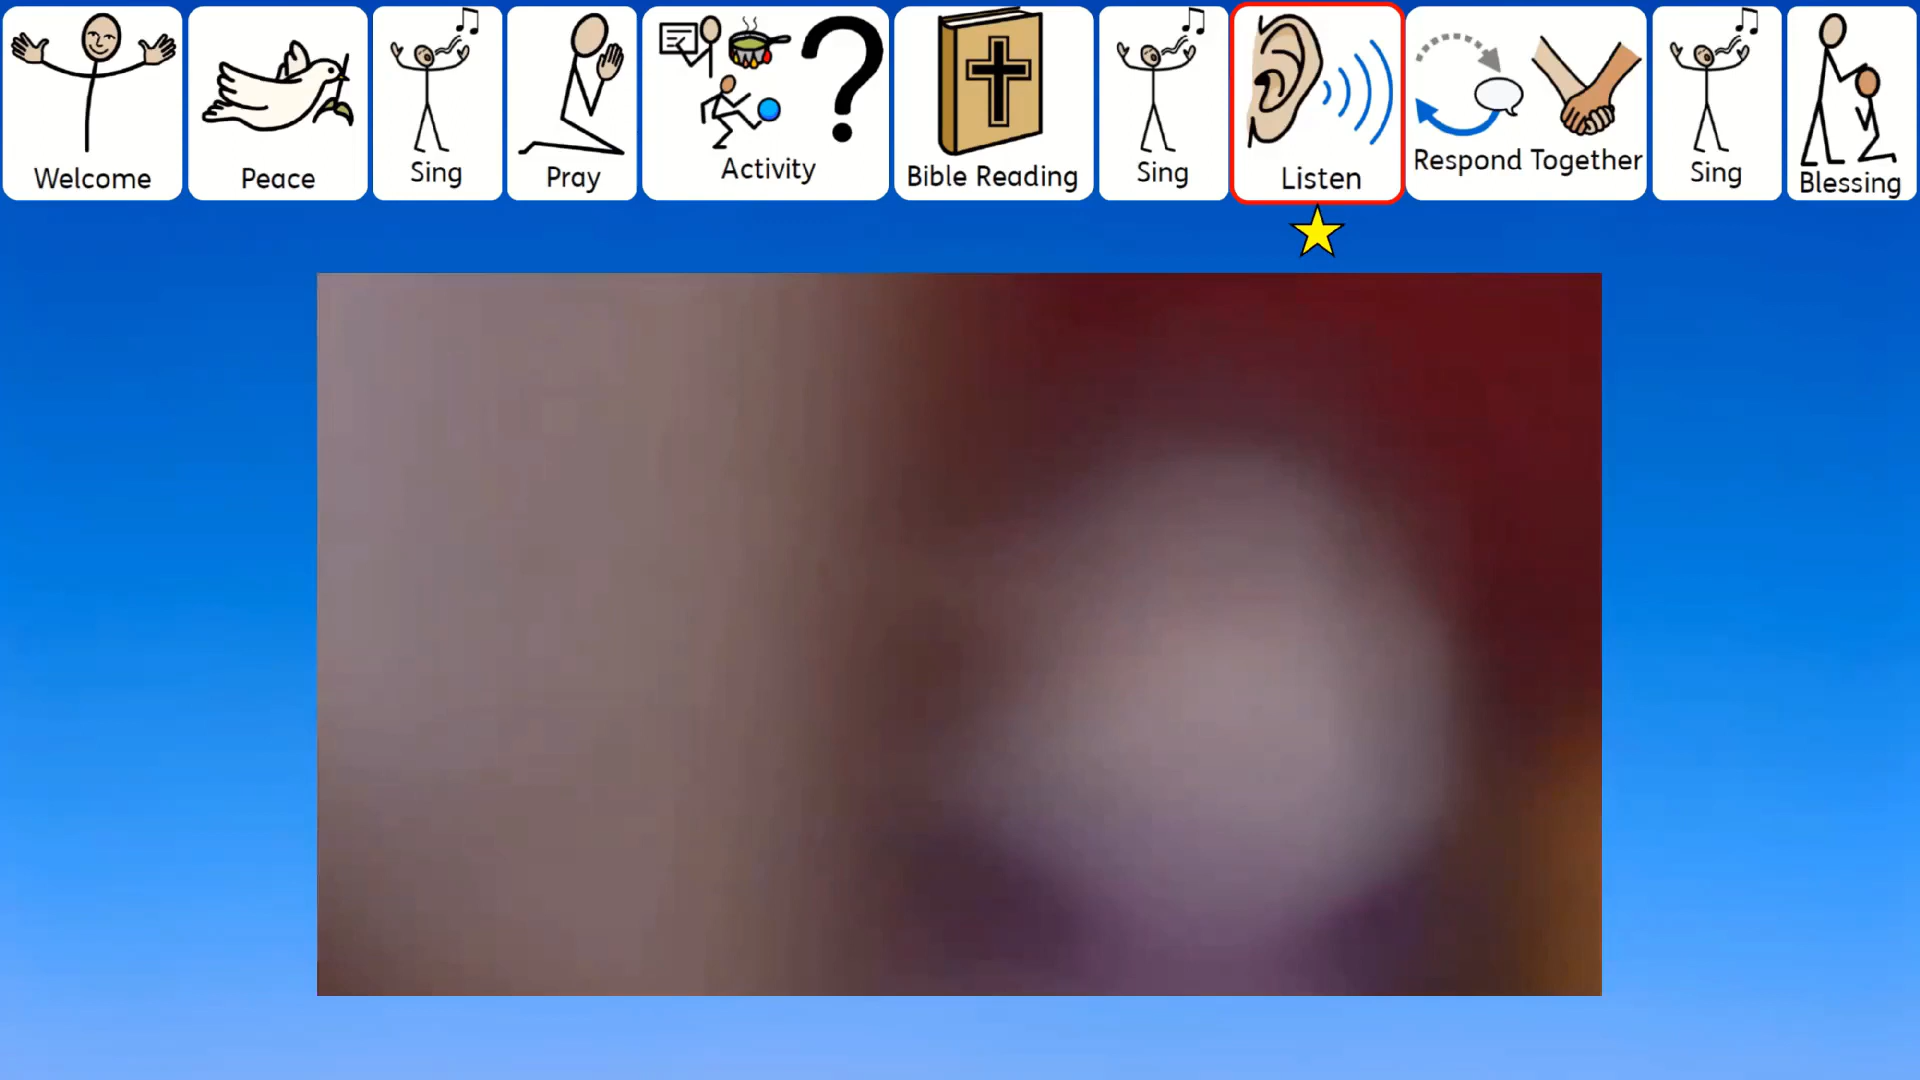 Welcome
Peace
Sing
Pray
Activity
Bible Reading
Sing
Listen
Respond Together
Sing
Blessing